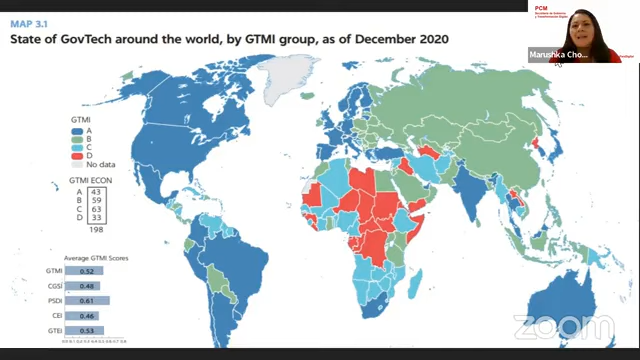 MAP 3.1
State of GovTech around the world, by GTMI group, as of December 2020
PCM
Marushka Cho...
GTMI
A
B
C
D
No data
GTMI ECON
A 43
B 59
C 63
D 33
198
Average GTMI Scores
GTMI 0.52
CGSI 0.48
PSDI 0.61
CEI 0.46
GTEI 0.53
zoom